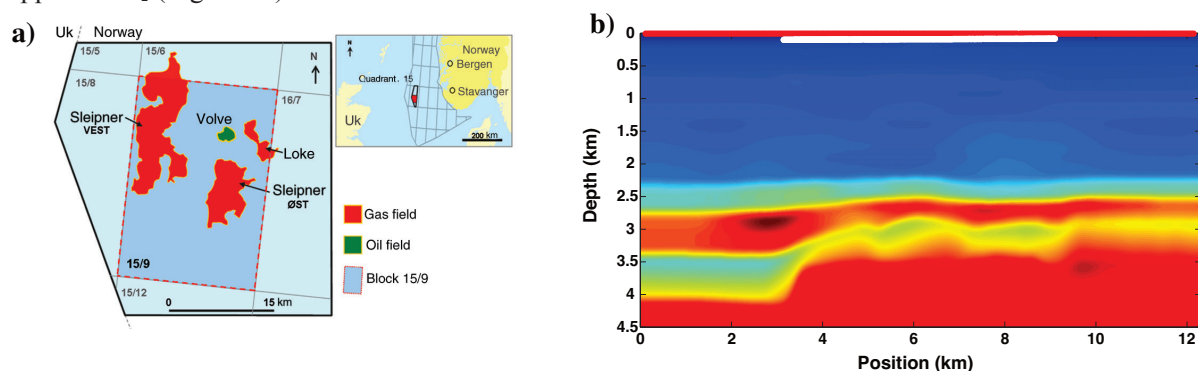 a)
Uk Norway
15/5
15/6
15/8
16/7
N
Sleipner
VEST
Volve
Loke
Sleipner
ØST
15/9
15/12
0 15 km
N
Norway
Bergen
Quadrant. 15
Stavanger
Uk
200 km
Gas field
Oil field
Block 15/9
b)
0
0.5
1
1.5
2
2.5
3
3.5
4
4.5
Depth (km)
0 2 4 6 8 10 12
Position (km)